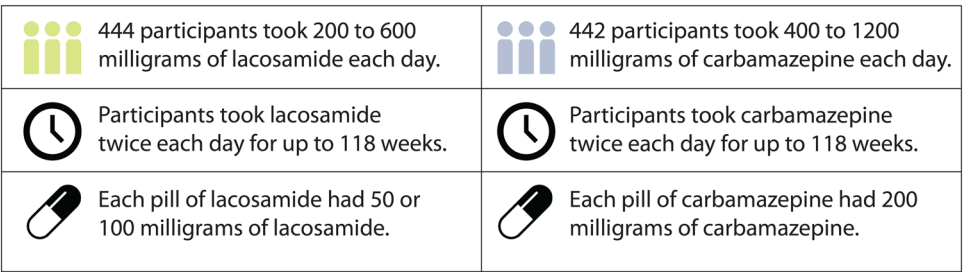 444 participants took 200 to 600
milligrams of lacosamide each day.
442 participants took 400 to 1200
milligrams of carbamazepine each day.
Participants took lacosamide
twice each day for up to 118 weeks.
Participants took carbamazepine
twice each day for up to 118 weeks.
Each pill of lacosamide had 50 or
100 milligrams of lacosamide.
Each pill of carbamazepine had 200
milligrams of carbamazepine.